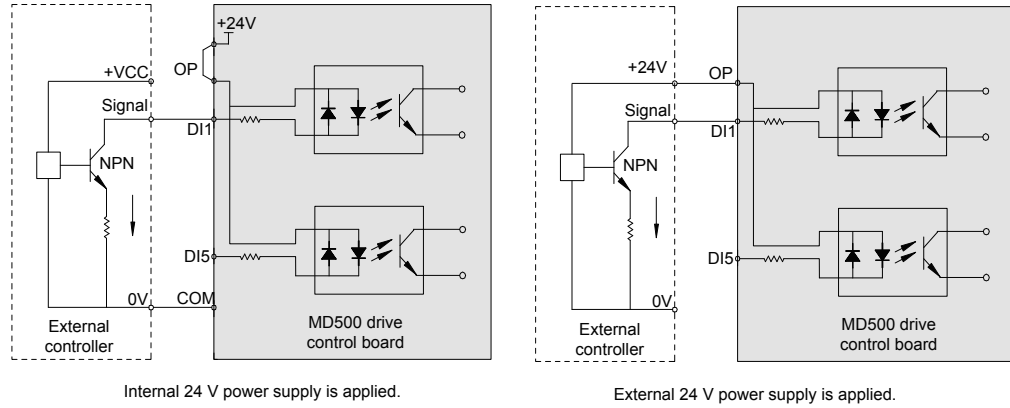 +24V
OP
+VCC
Signal
DI1
NPN
DI5
0V
COM
External
controller
MD500 drive
control board
Internal 24 V power supply is applied.
+24V
OP
Signal
DI1
NPN
DI5
0V
External
controller
MD500 drive
control board
External 24 V power supply is applied.